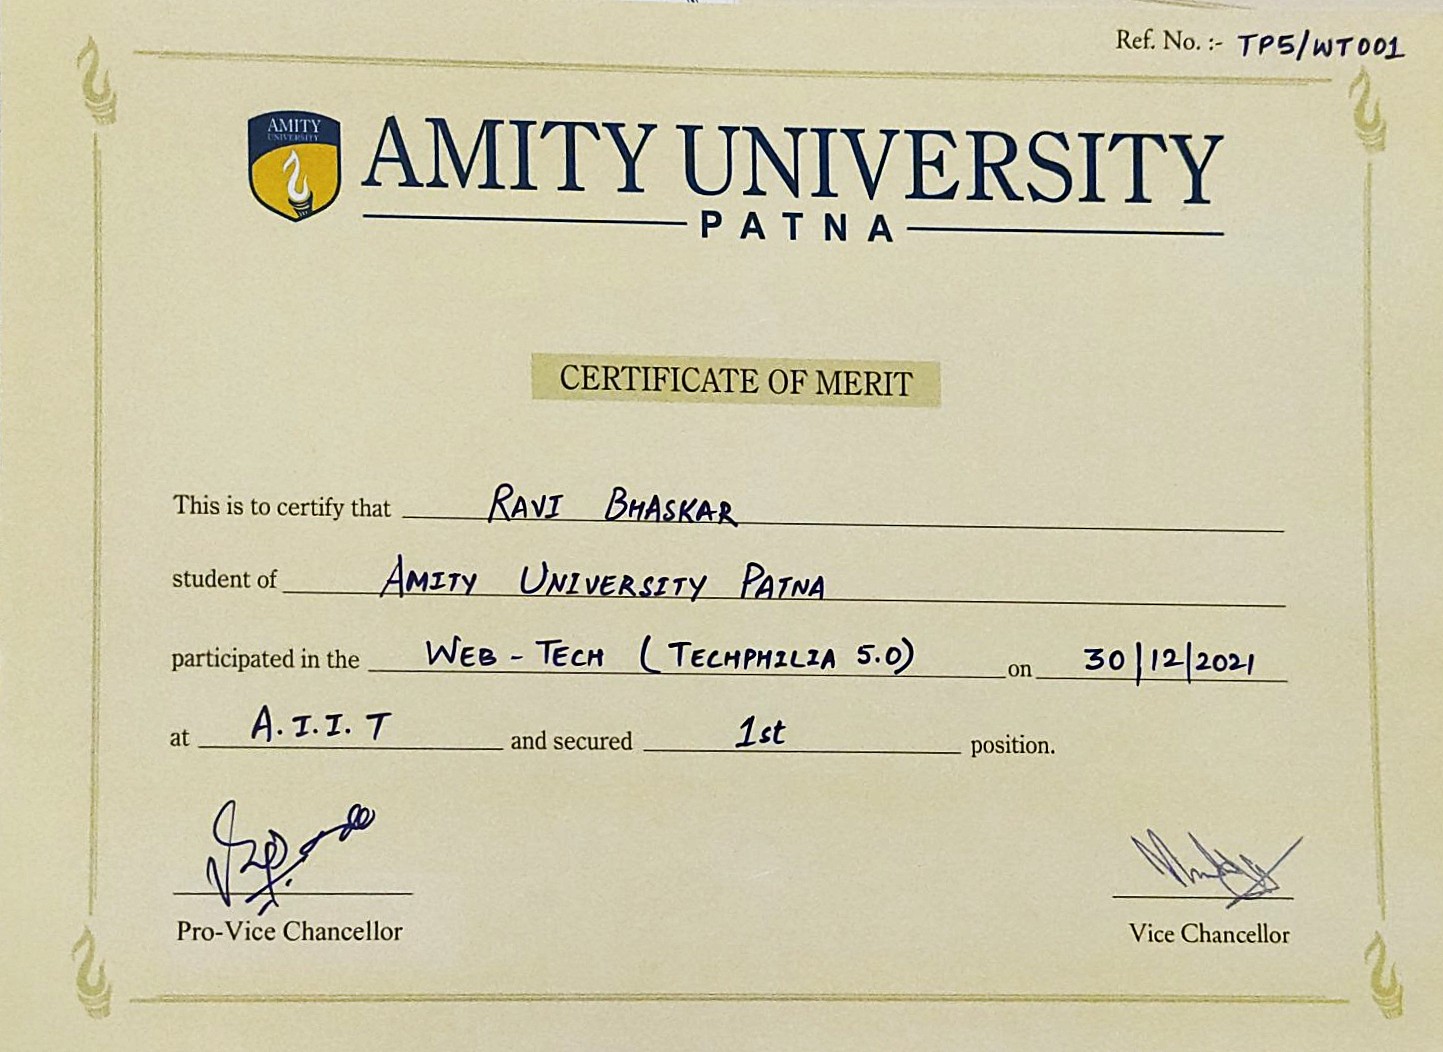 Ref. No. :- TP5/WT001
AMITY
UNIVERSITY
AMITY UNIVERSITY
PATNA
CERTIFICATE OF MERIT
This is to certify that RAVI BHASKAR
student of AMITY UNIVERSITY PATNA
participated in the WEB - TECH ( TECHPHILIA 5.0) on 30|12|2021
at A.I.I.T and secured 1st position.
Pro-Vice Chancellor
Vice Chancellor